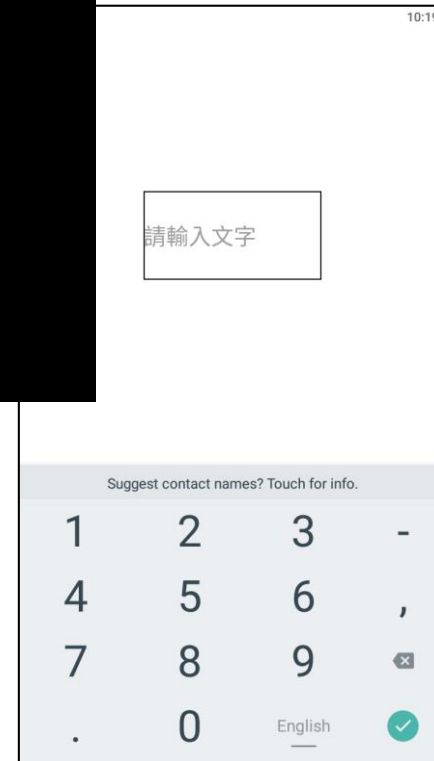 10:19
請輸入文字
Suggest contact names? Touch for info.
1 2 3 -
4 5 6 ,
7 8 9
. 0 English